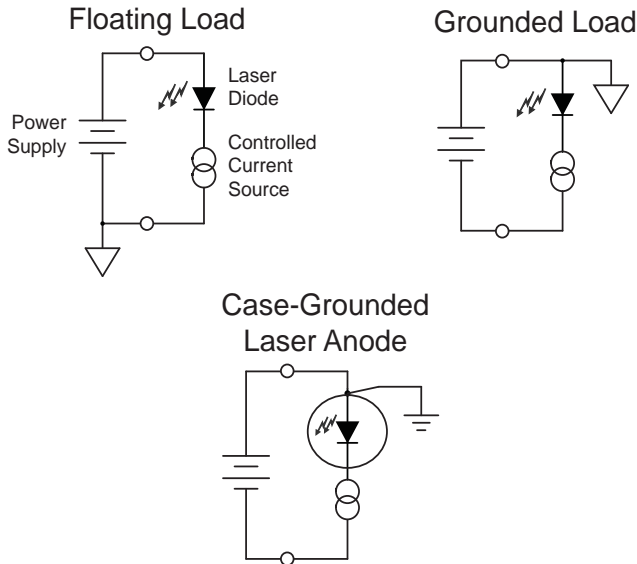 Floating Load
Grounded Load
Laser
Diode
Power
Supply
Controlled
Current
Source
Case-Grounded
Laser Anode